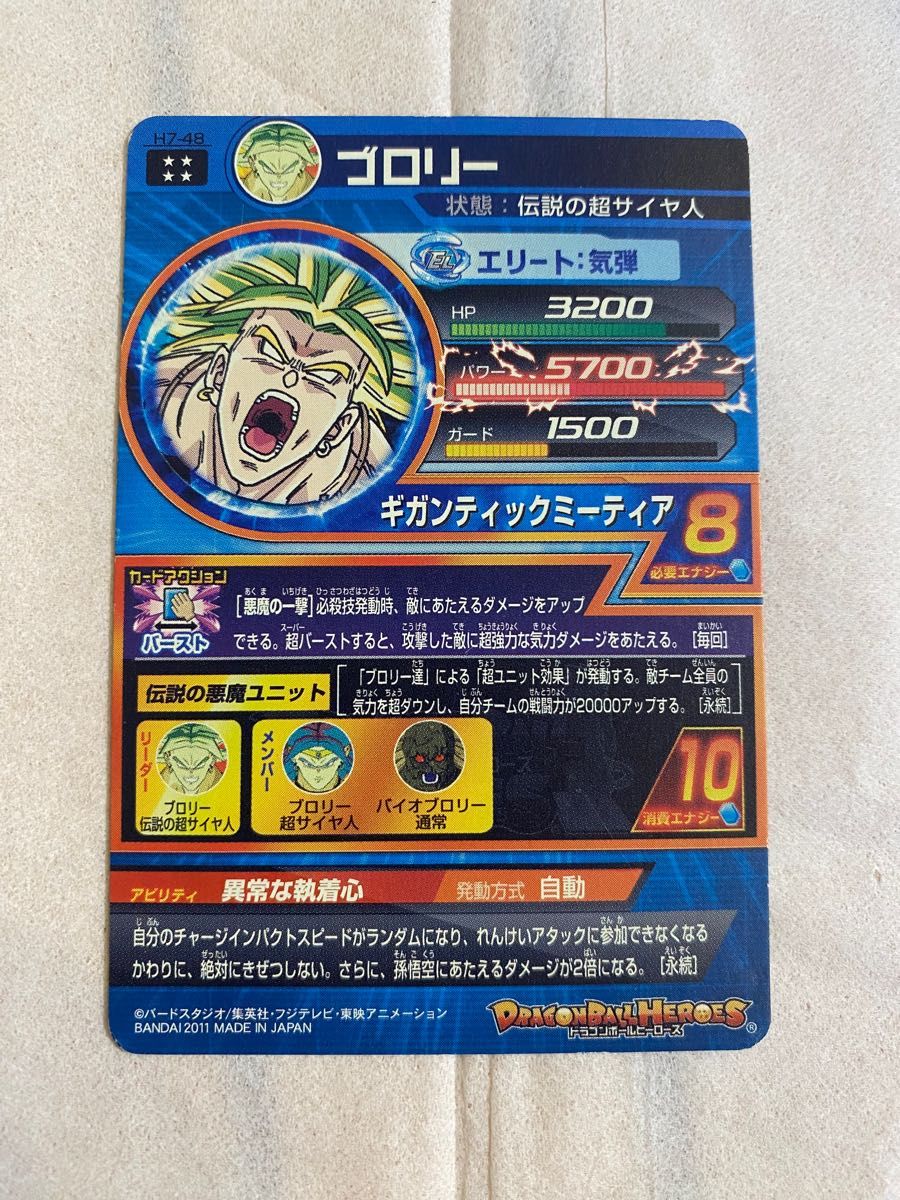 H7-48
ブロリー
状態：伝説の超サイヤ人
EL エリート：気弾
HP 3200
パワー 5700
ガード 1500
ギガンティックミーティア
8
必要エナジー
カードアクション
バースト
[悪魔の一撃]必殺技発動時、敵にあたえるダメージをアップ
できる。超バーストすると、攻撃した敵に超強力な気力ダメージをあたえる。[毎回]
伝説の悪魔ユニット
「ブロリー達」による「超ユニット効果」が発動する。敵チーム全員の
気力を超ダウンし、自分チームの戦闘力が20000アップする。[永続]
リーダー
ブロリー
伝説の超サイヤ人
メンバー
ブロリー
超サイヤ人
バイオブロリー
通常
10
消費エナジー
アビリティ 異常な執着心 発動方式 自動
自分のチャージインパクトスピードがランダムになり、れんけいアタックに参加できなくなる
かわりに、絶対にきぜつしない。さらに、孫悟空にあたえるダメージが2倍になる。[永続]
©バードスタジオ/集英社・フジテレビ・東映アニメーション
BANDAI 2011 MADE IN JAPAN
DRAGONBALL HEROES
ドラゴンボールヒーローズ
®